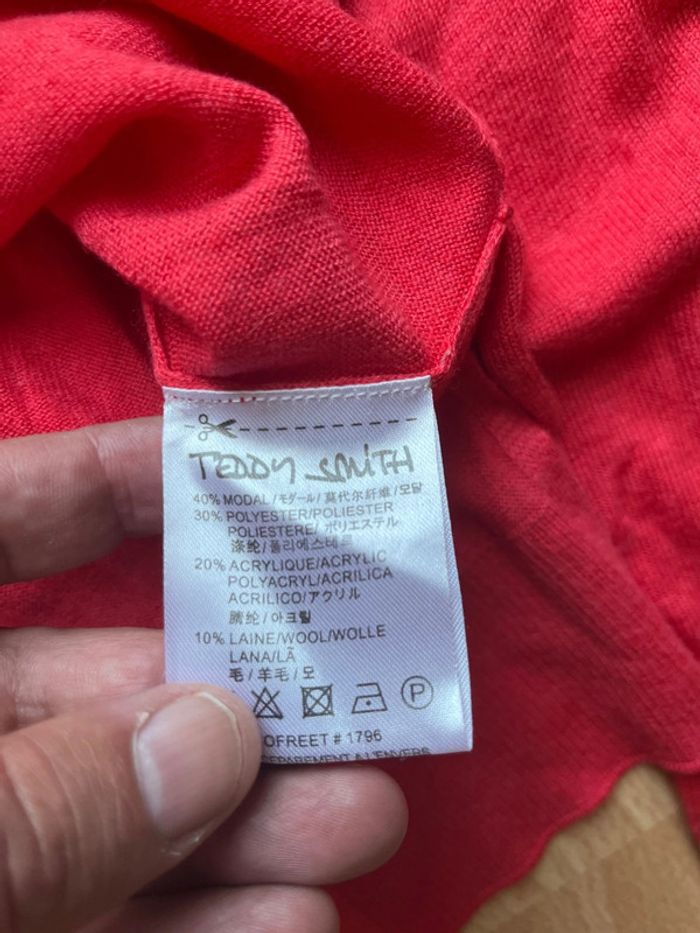 TEDDY SMITH
40% MODAL/モダール/莫代尔纤维/모달
30% POLYESTER/POLIESTER
POLIESTERE/ ポリエステル
涤纶/폴리에스테르
20% ACRYLIQUE/ACRYLIC
POLYACRYL/ACRILICA
ACRILICO/アクリル
腈纶/아크릴
10% LAINE/WOOL/WOLLE
LANA/LÃ
毛/羊毛/모
P
OFREET # 1796
SEPAREMENT A L'ENVERS